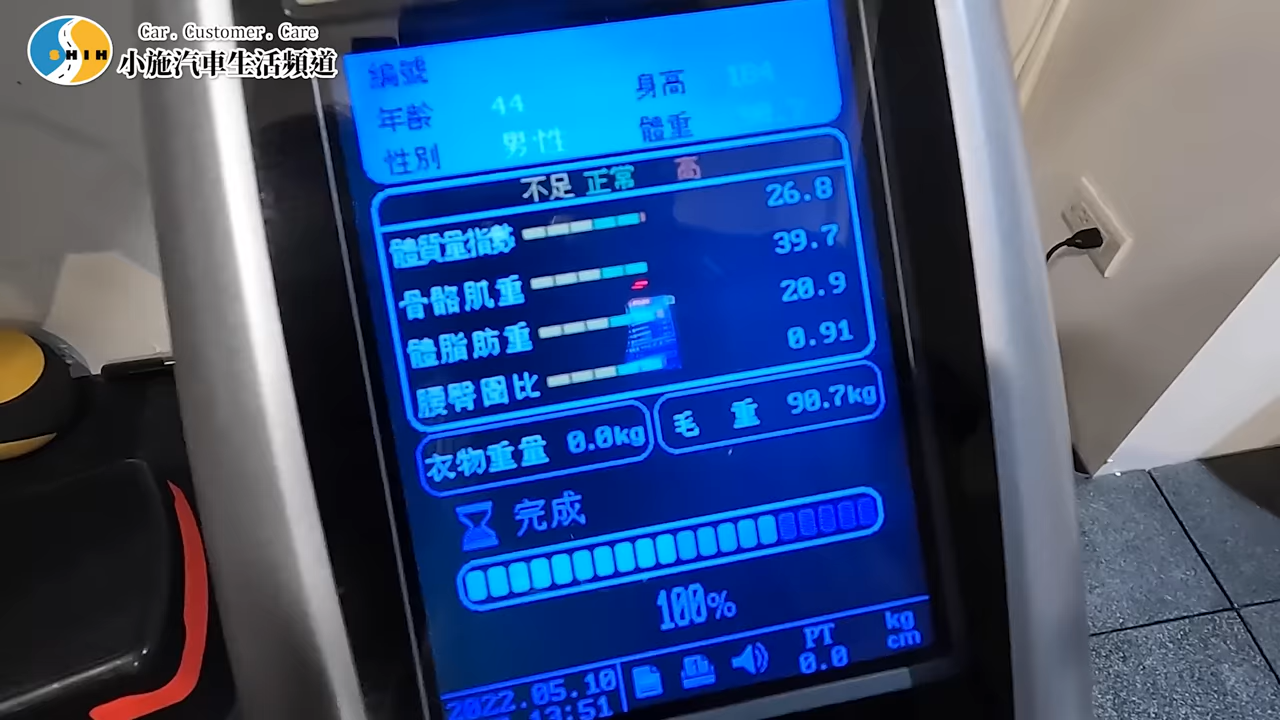 SHIH
Car. Customer. Care
小施汽車生活頻道
編號
年齡 44
性別 男性
身高 184
體重
不足 正常 高
體質量指數 26.8
骨骼肌重 39.7
體脂肪重 20.9
腰臀圍比 0.91
衣物重量 0.0kg
毛 重 90.7kg
完成
100%
2022.05.10
13:51
PT
0.0
kg
cm